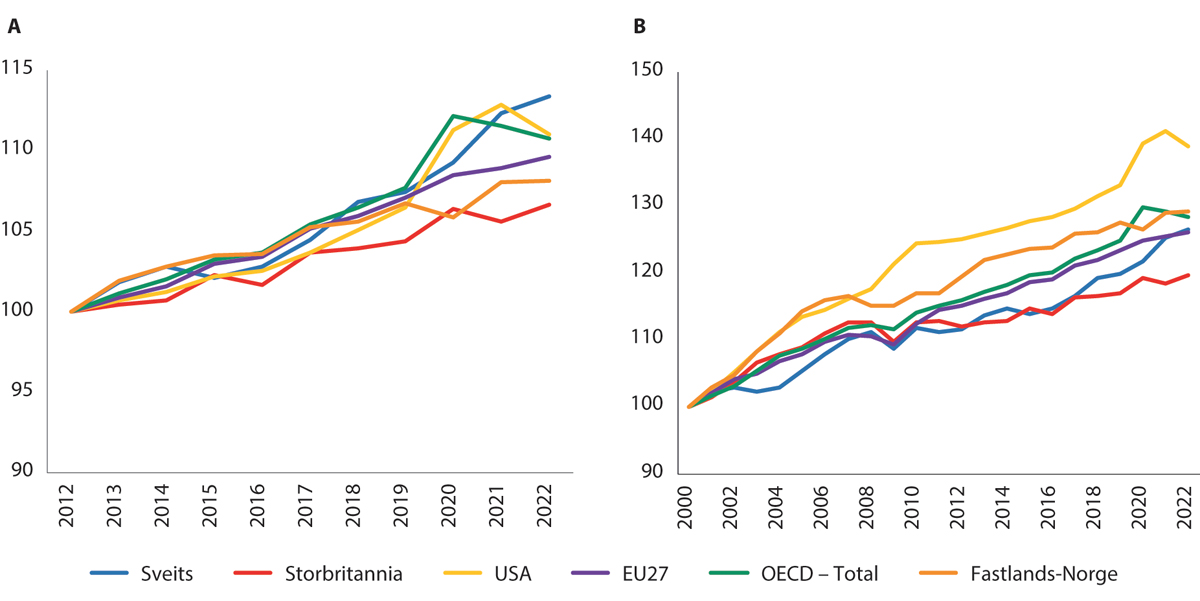 A
115
110
105
100
95
90
2012 2013 2014 2015 2016 2017 2018 2019 2020 2021 2022
B
150
140
130
120
110
100
90
2000 2002 2004 2006 2008 2010 2012 2014 2016 2018 2020 2022
Sveits Storbritannia USA EU27 OECD – Total Fastlands-Norge